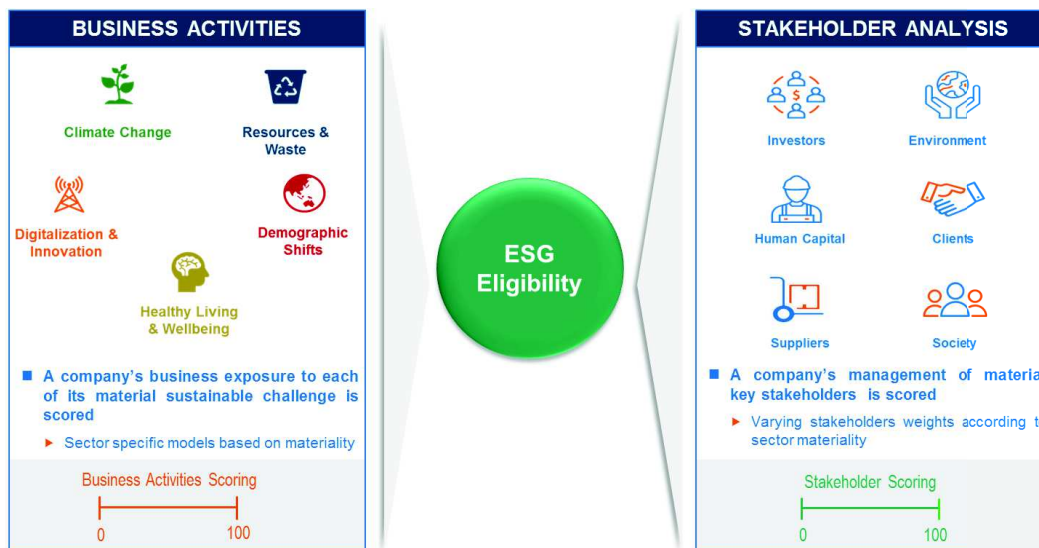 BUSINESS ACTIVITIES
Climate Change
Resources &
Waste
Digitalization &
Innovation
Demographic
Shifts
Healthy Living
& Wellbeing
■ A company's business exposure to each
of its material sustainable challenge is
scored
► Sector specific models based on materiality
Business Activities Scoring
0
100
ESG
Eligibility
STAKEHOLDER ANALYSIS
$
Investors
Environment
Human Capital
Clients
Suppliers
Society
■ A company's management of material
key stakeholders is scored
► Varying stakeholders weights according
sector materiality
Stakeholder Scoring
0
100